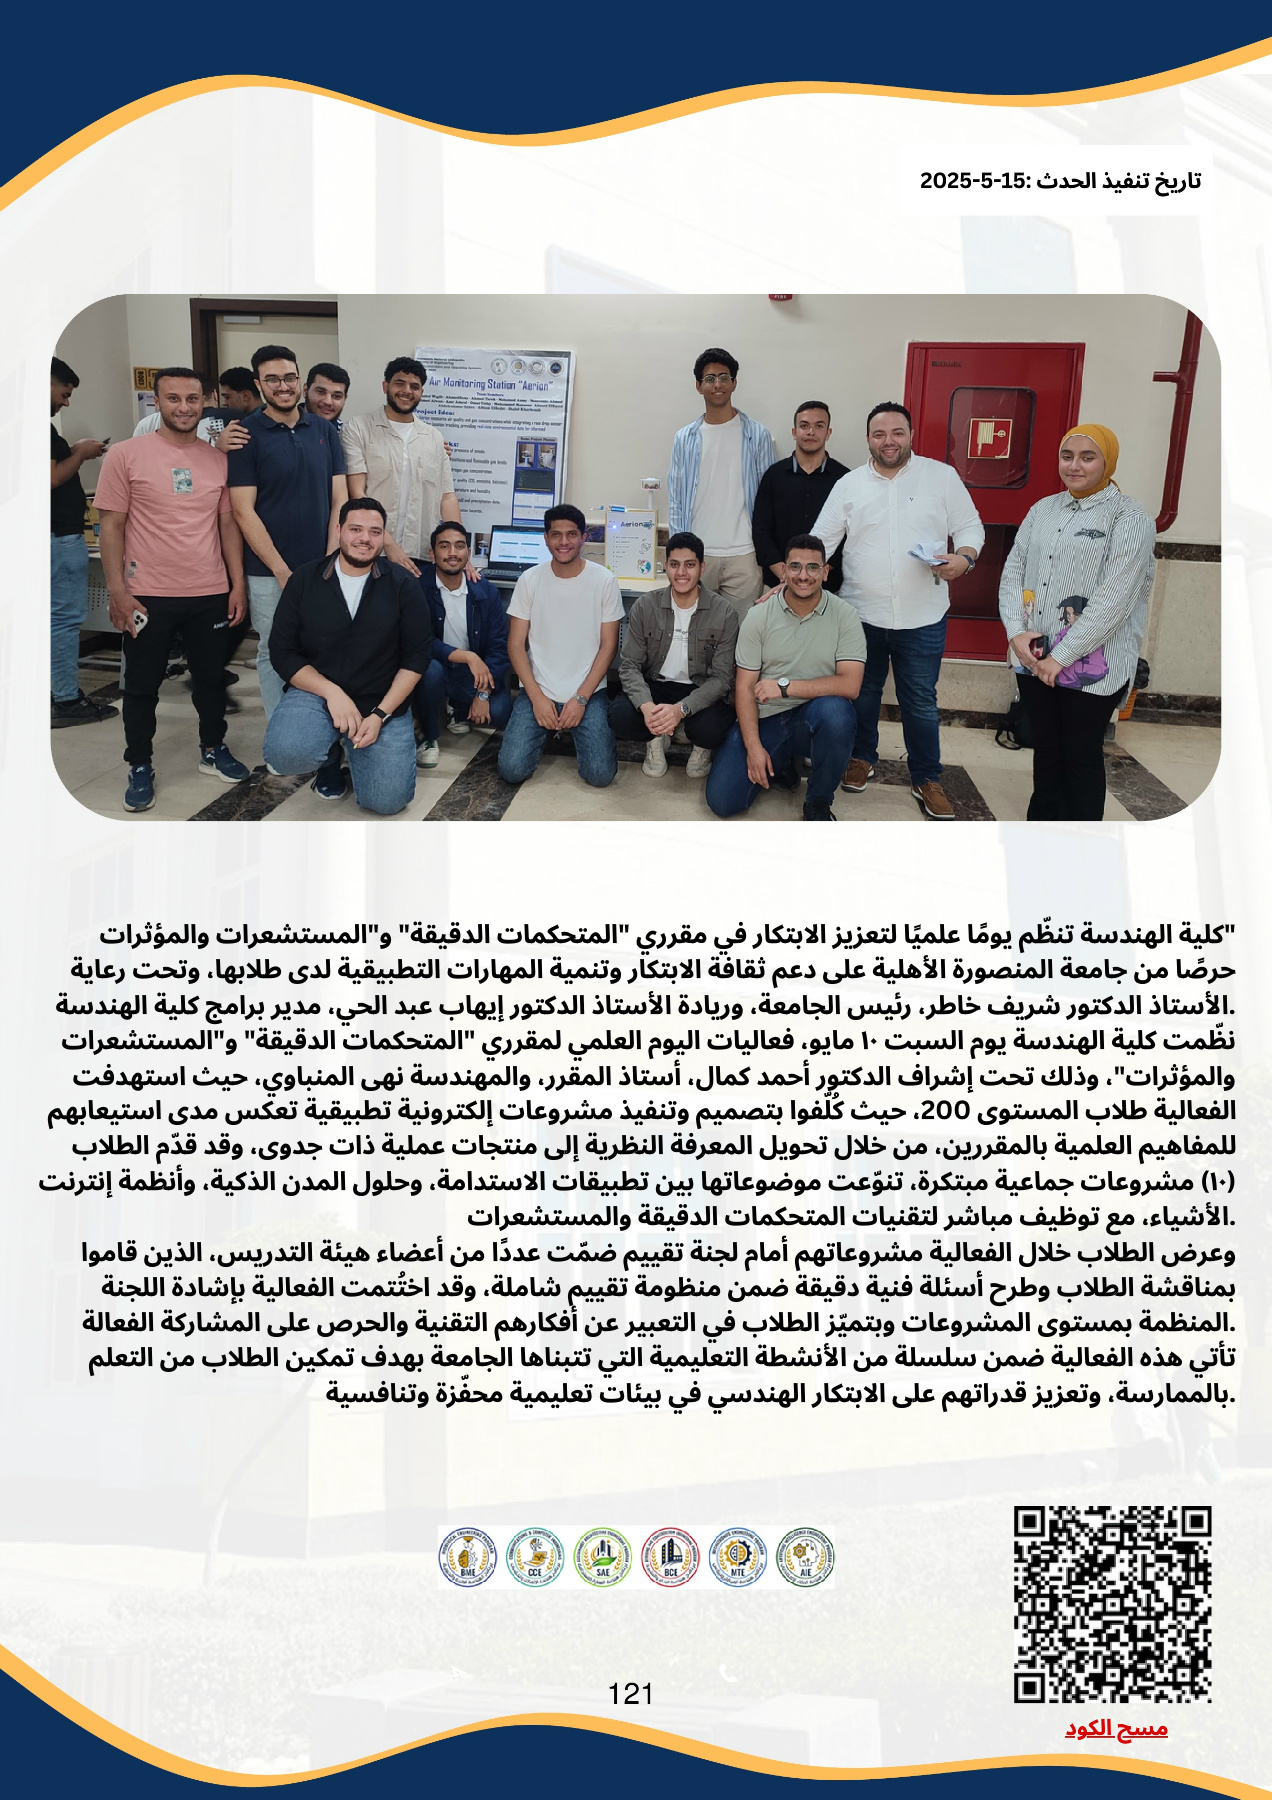 تاريخ تنفيذ الحدث :15-5-2025
Air Monitoring Station "Aerion"
Project Idea:
Aerion
"كلية الهندسة تنظّم يومًا علميًا لتعزيز الابتكار في مقرري "المتحكمات الدقيقة" و"المستشعرات والمؤثرات
حرصًا من جامعة المنصورة الأهلية على دعم ثقافة الابتكار وتنمية المهارات التطبيقية لدى طلابها، وتحت رعاية
.الأستاذ الدكتور شريف خاطر، رئيس الجامعة، وريادة الأستاذ الدكتور إيهاب عبد الحي، مدير برامج كلية الهندسة
نظّمت كلية الهندسة يوم السبت ١٠ مايو، فعاليات اليوم العلمي لمقرري "المتحكمات الدقيقة" و"المستشعرات
والمؤثرات"، وذلك تحت إشراف الدكتور أحمد كمال، أستاذ المقرر، والمهندسة نهى المنباوي، حيث استهدفت
الفعالية طلاب المستوى 200، حيث كُلّفوا بتصميم وتنفيذ مشروعات إلكترونية تطبيقية تعكس مدى استيعابهم
للمفاهيم العلمية بالمقررين، من خلال تحويل المعرفة النظرية إلى منتجات عملية ذات جدوى، وقد قدّم الطلاب
(١٠) مشروعات جماعية مبتكرة، تنوّعت موضوعاتها بين تطبيقات الاستدامة، وحلول المدن الذكية، وأنظمة إنترنت
.الأشياء، مع توظيف مباشر لتقنيات المتحكمات الدقيقة والمستشعرات
وعرض الطلاب خلال الفعالية مشروعاتهم أمام لجنة تقييم ضمّت عددًا من أعضاء هيئة التدريس، الذين قاموا
بمناقشة الطلاب وطرح أسئلة فنية دقيقة ضمن منظومة تقييم شاملة، وقد اختُتمت الفعالية بإشادة اللجنة
.المنظمة بمستوى المشروعات وبتميّز الطلاب في التعبير عن أفكارهم التقنية والحرص على المشاركة الفعالة
تأتي هذه الفعالية ضمن سلسلة من الأنشطة التعليمية التي تتبناها الجامعة بهدف تمكين الطلاب من التعلم
.بالممارسة، وتعزيز قدراتهم على الابتكار الهندسي في بيئات تعليمية محفّزة وتنافسية
BME CCE SAE BCE MTE AIE
121
مسح الكود